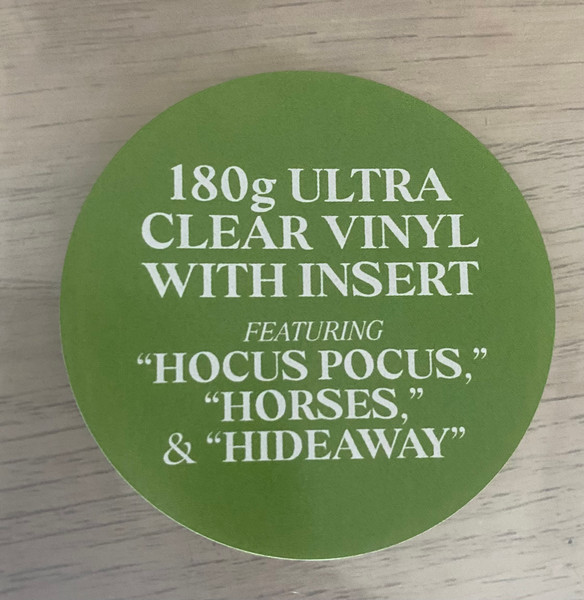 180g ULTRA
CLEAR VINYL
WITH INSERT
FEATURING
“HOCUS POCUS,”
“HORSES,”
& “HIDEAWAY”